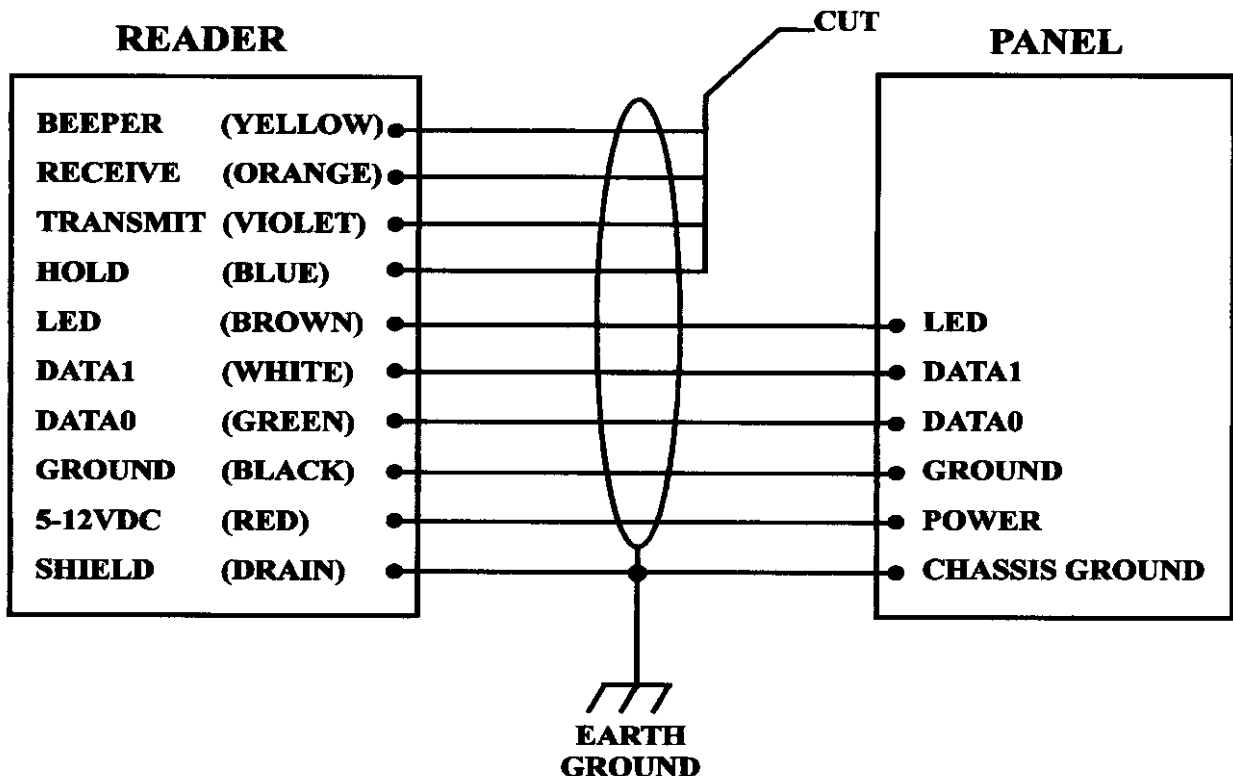 CUT
READER
PANEL
BEEPER (YELLOW)
RECEIVE (ORANGE)
TRANSMIT (VIOLET)
HOLD (BLUE)
LED (BROWN)
LED
DATA1 (WHITE)
DATA1
DATA0 (GREEN)
DATA0
GROUND (BLACK)
GROUND
5-12VDC (RED)
POWER
SHIELD (DRAIN)
CHASSIS GROUND
EARTH
GROUND